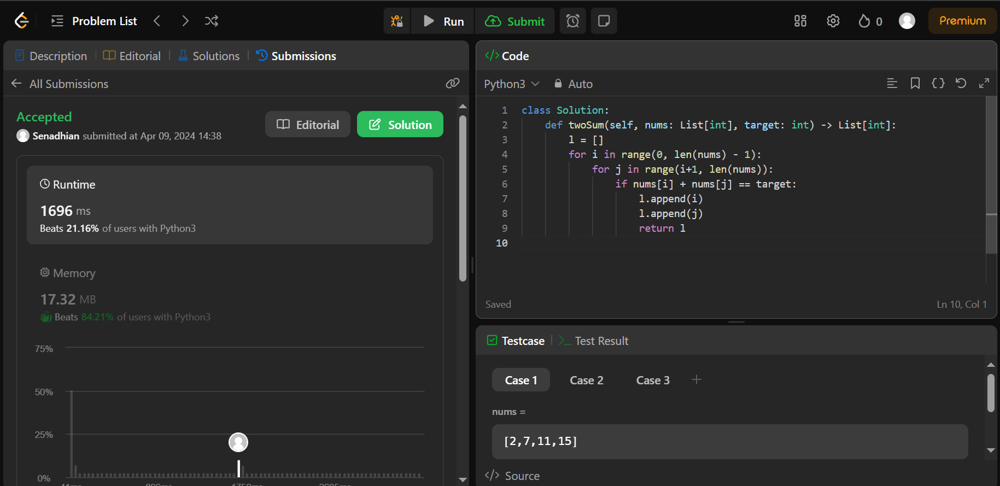 Problem List
Run
Submit
0
Premium
Description
Editorial
Solutions
Submissions
All Submissions
Accepted
Senadhian submitted at Apr 09, 2024 14:38
Editorial
Solution
Runtime
1696 ms
Beats 21.16% of users with Python3
Memory
17.32 MB
Beats 84.21% of users with Python3
75%
50%
25%
0%
Code
Python3
Auto
1 class Solution:
2     def twoSum(self, nums: List[int], target: int) -> List[int]:
3         l = []
4         for i in range(0, len(nums) - 1):
5             for j in range(i+1, len(nums)):
6                 if nums[i] + nums[j] == target:
7                     l.append(i)
8                     l.append(j)
9                     return l
10
Saved
Ln 10, Col 1
Testcase
Test Result
Case 1
Case 2
Case 3
nums =
[2,7,11,15]
Source